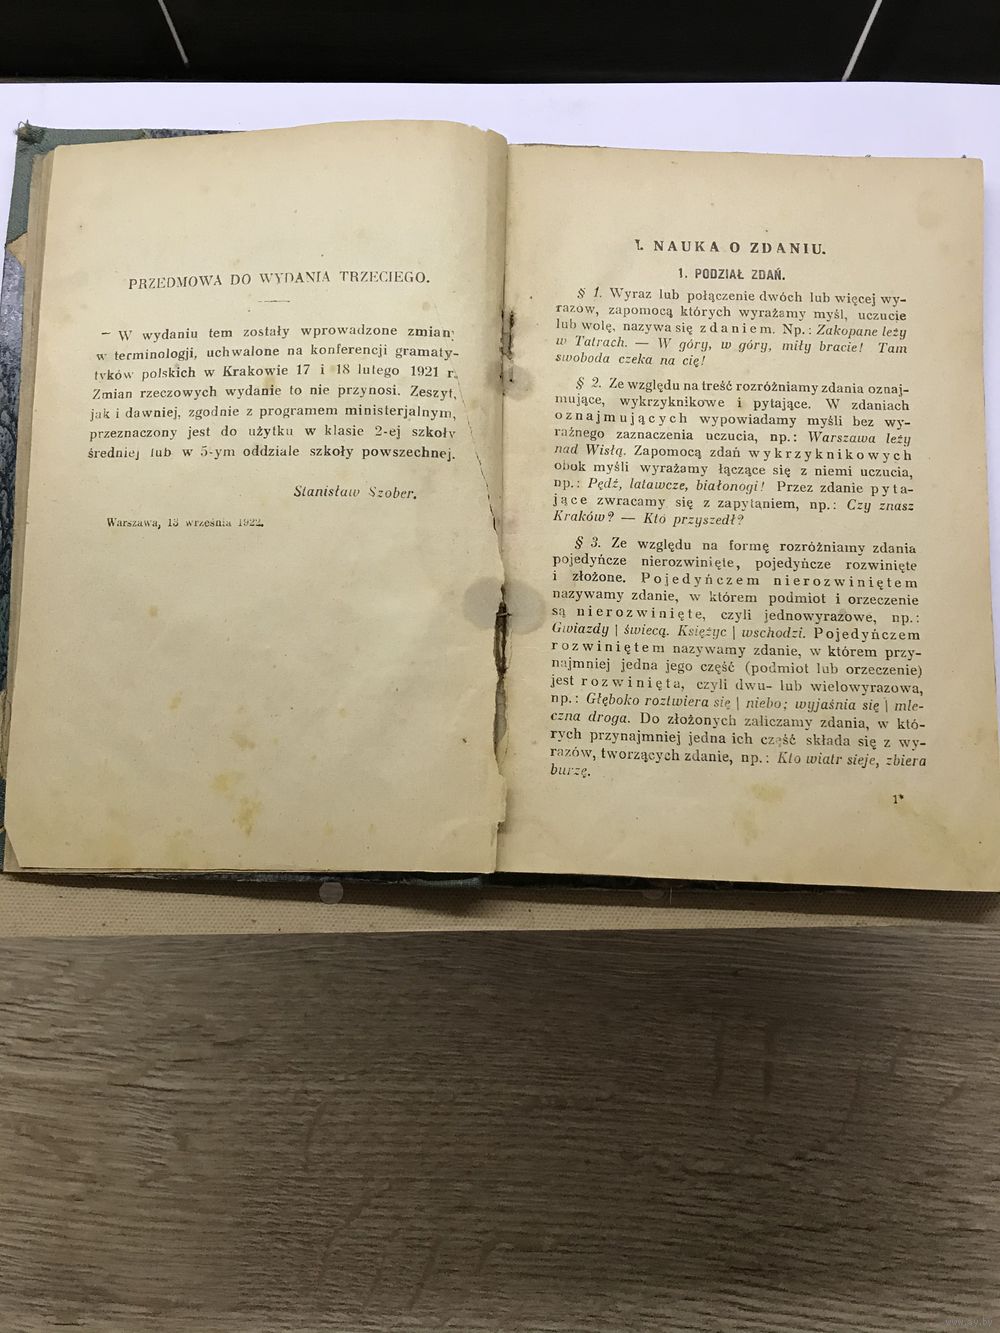 PRZEDMOWA DO WYDANIA TRZECIEGO.
— W wydaniu tem zostały wprowadzone zmiany
w terminologji, uchwalone na konferencji gramaty-
tyków polskich w Krakowie 17 i 18 lutego 1921 r.
Zmian rzeczowych wydanie to nie przynosi. Zeszyt,
jak i dawniej, zgodnie z programem ministerjalnym,
przeznaczony jest do użytku w klasie 2-ej szkoły
średniej lub w 5-ym oddziale szkoły powszechnej.
Stanisław Szober.
Warszawa, 13 września 1922.
I. NAUKA O ZDANIU.
1. PODZIAŁ ZDAŃ.
§ 1. Wyraz lub połączenie dwóch lub więcej wy-
razów, zapomocą których wyrażamy myśl, uczucie
lub wolę, nazywa się zdaniem. Np.: Zakopane leży
w Tatrach. — W góry, w góry, miły bracie! Tam
swoboda czeka na cię!
§ 2. Ze względu na treść rozróżniamy zdania oznaj-
mujące, wykrzyknikowe i pytające. W zdaniach
oznajmujących wypowiadamy myśli bez wy-
raźnego zaznaczenia uczucia, np.: Warszawa leży
nad Wisłą. Zapomocą zdań wykrzyknikowych
obok myśli wyrażamy łączące się z niemi uczucia,
np.: Pędź, latawcze, białonogi! Przez zdanie pyta-
jące zwracamy się z zapytaniem, np.: Czy znasz
Kraków? — Kto przyszedł?
§ 3. Ze względu na formę rozróżniamy zdania
pojedyńcze nierozwinięte, pojedyńcze rozwinięte
i złożone. Pojedyńczem nierozwiniętem
nazywamy zdanie, w którem podmiot i orzeczenie
są nierozwinięte, czyli jednowyrazowe, np.:
Gwiazdy | świecą. Księżyc | wschodzi. Pojedyńczem
rozwiniętem nazywamy zdanie, w którem przy-
najmniej jedna jego część (podmiot lub orzeczenie)
jest rozwinięta, czyli dwu- lub wielowyrazowa,
np.: Głęboko roztwiera się | niebo; wyjaśnia się | mle-
czna droga. Do złożonych zaliczamy zdania, w któ-
rych przynajmniej jedna ich część składa się z wy-
razów, tworzących zdanie, np.: Kto wiatr sieje, zbiera
burzę.
1*
www.ay.by